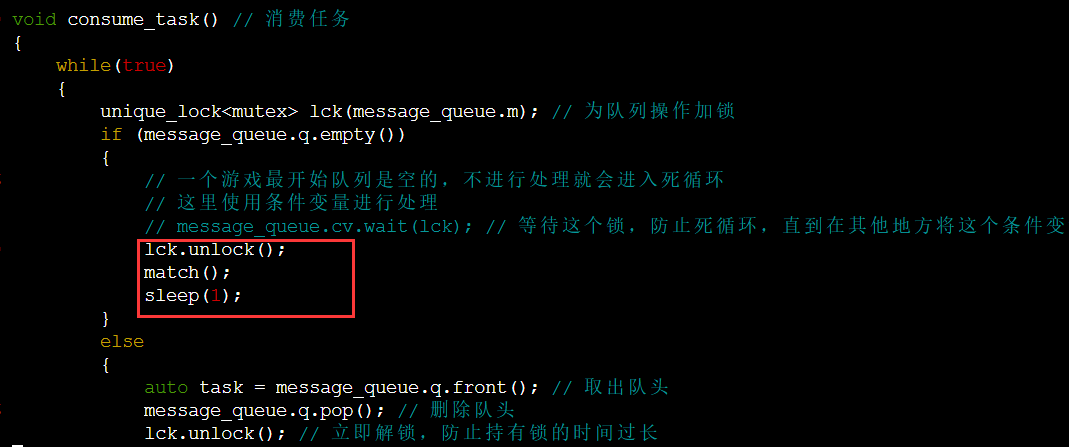 void consume_task() // 消费任务
{
    while(true)
    {
        unique_lock<mutex> lck(message_queue.m); // 为队列操作加锁
        if (message_queue.q.empty())
        {
            // 一个游戏最开始队列是空的，不进行处理就会进入死循环
            // 这里使用条件变量进行处理
            // message_queue.cv.wait(lck); // 等待这个锁，防止死循环，直到在其他地方将这个条件变
            lck.unlock();
            match();
            sleep(1);
        }
        else
        {
            auto task = message_queue.q.front(); // 取出队头
            message_queue.q.pop(); // 删除队头
            lck.unlock(); // 立即解锁，防止持有锁的时间过长